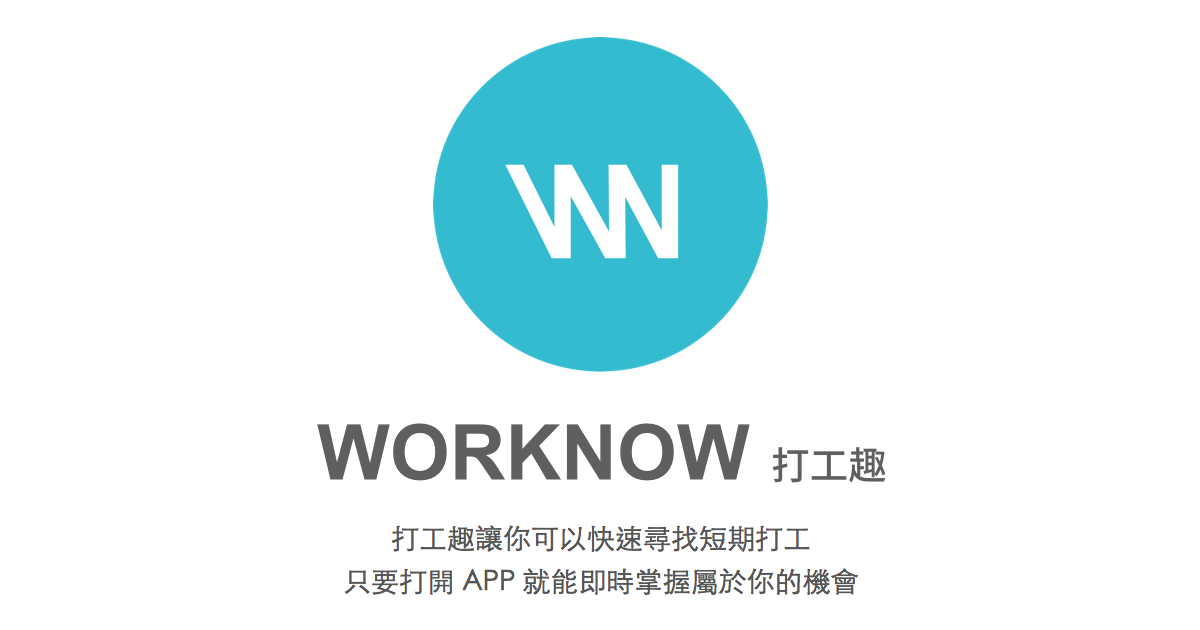 WN
WORKNOW 打工趣
打工趣讓你可以快速尋找短期打工
只要打開 APP 就能即時掌握屬於你的機會